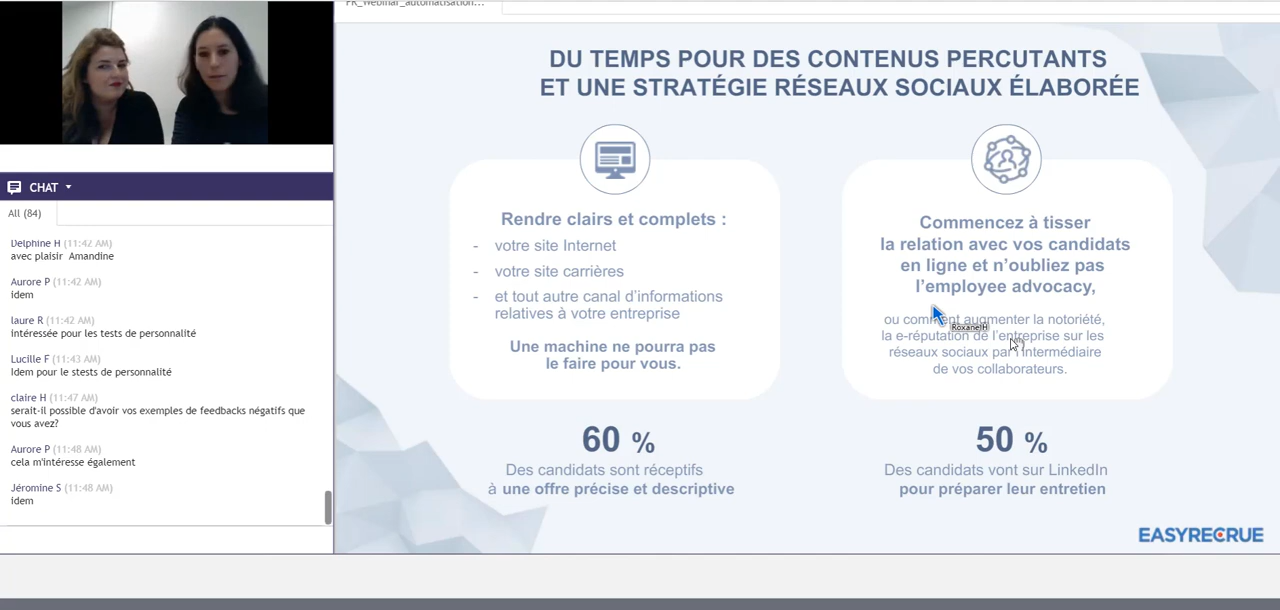 FR_webinar_automatisation...
CHAT
All (84)
Delphine H (11:42 AM)
avec plaisir Amandine
Aurore P (11:42 AM)
idem
laure R (11:42 AM)
intéressée pour les tests de personnalité
Lucille F (11:43 AM)
Idem pour le stests de personnalité
claire H (11:47 AM)
serait-il possible d'avoir vos exemples de feedbacks négatifs que
vous avez?
Aurore P (11:48 AM)
cela m'intéresse également
Jéromine S (11:48 AM)
idem
DU TEMPS POUR DES CONTENUS PERCUTANTS
ET UNE STRATÉGIE RÉSEAUX SOCIAUX ÉLABORÉE
Rendre clairs et complets :
- votre site Internet
- votre site carrières
- et tout autre canal d'informations
relatives à votre entreprise
Une machine ne pourra pas
le faire pour vous.
60 %
Des candidats sont réceptifs
à une offre précise et descriptive
Commencez à tisser
la relation avec vos candidats
en ligne et n'oubliez pas
l'employee advocacy,
ou comment augmenter la notoriété,
RoxaneJH
la e-réputation de l'entreprise sur les
réseaux sociaux par l'intermédiaire
de vos collaborateurs.
50 %
Des candidats vont sur LinkedIn
pour préparer leur entretien
EASYRECRUE